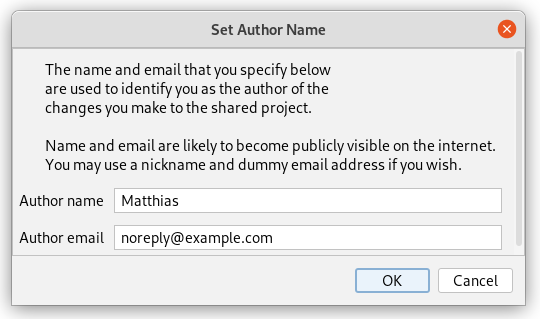 Set Author Name
The name and email that you specify below
are used to identify you as the author of the
changes you make to the shared project.
Name and email are likely to become publicly visible on the internet.
You may use a nickname and dummy email address if you wish.
Author name Matthias
Author email noreply@example.com
OK Cancel